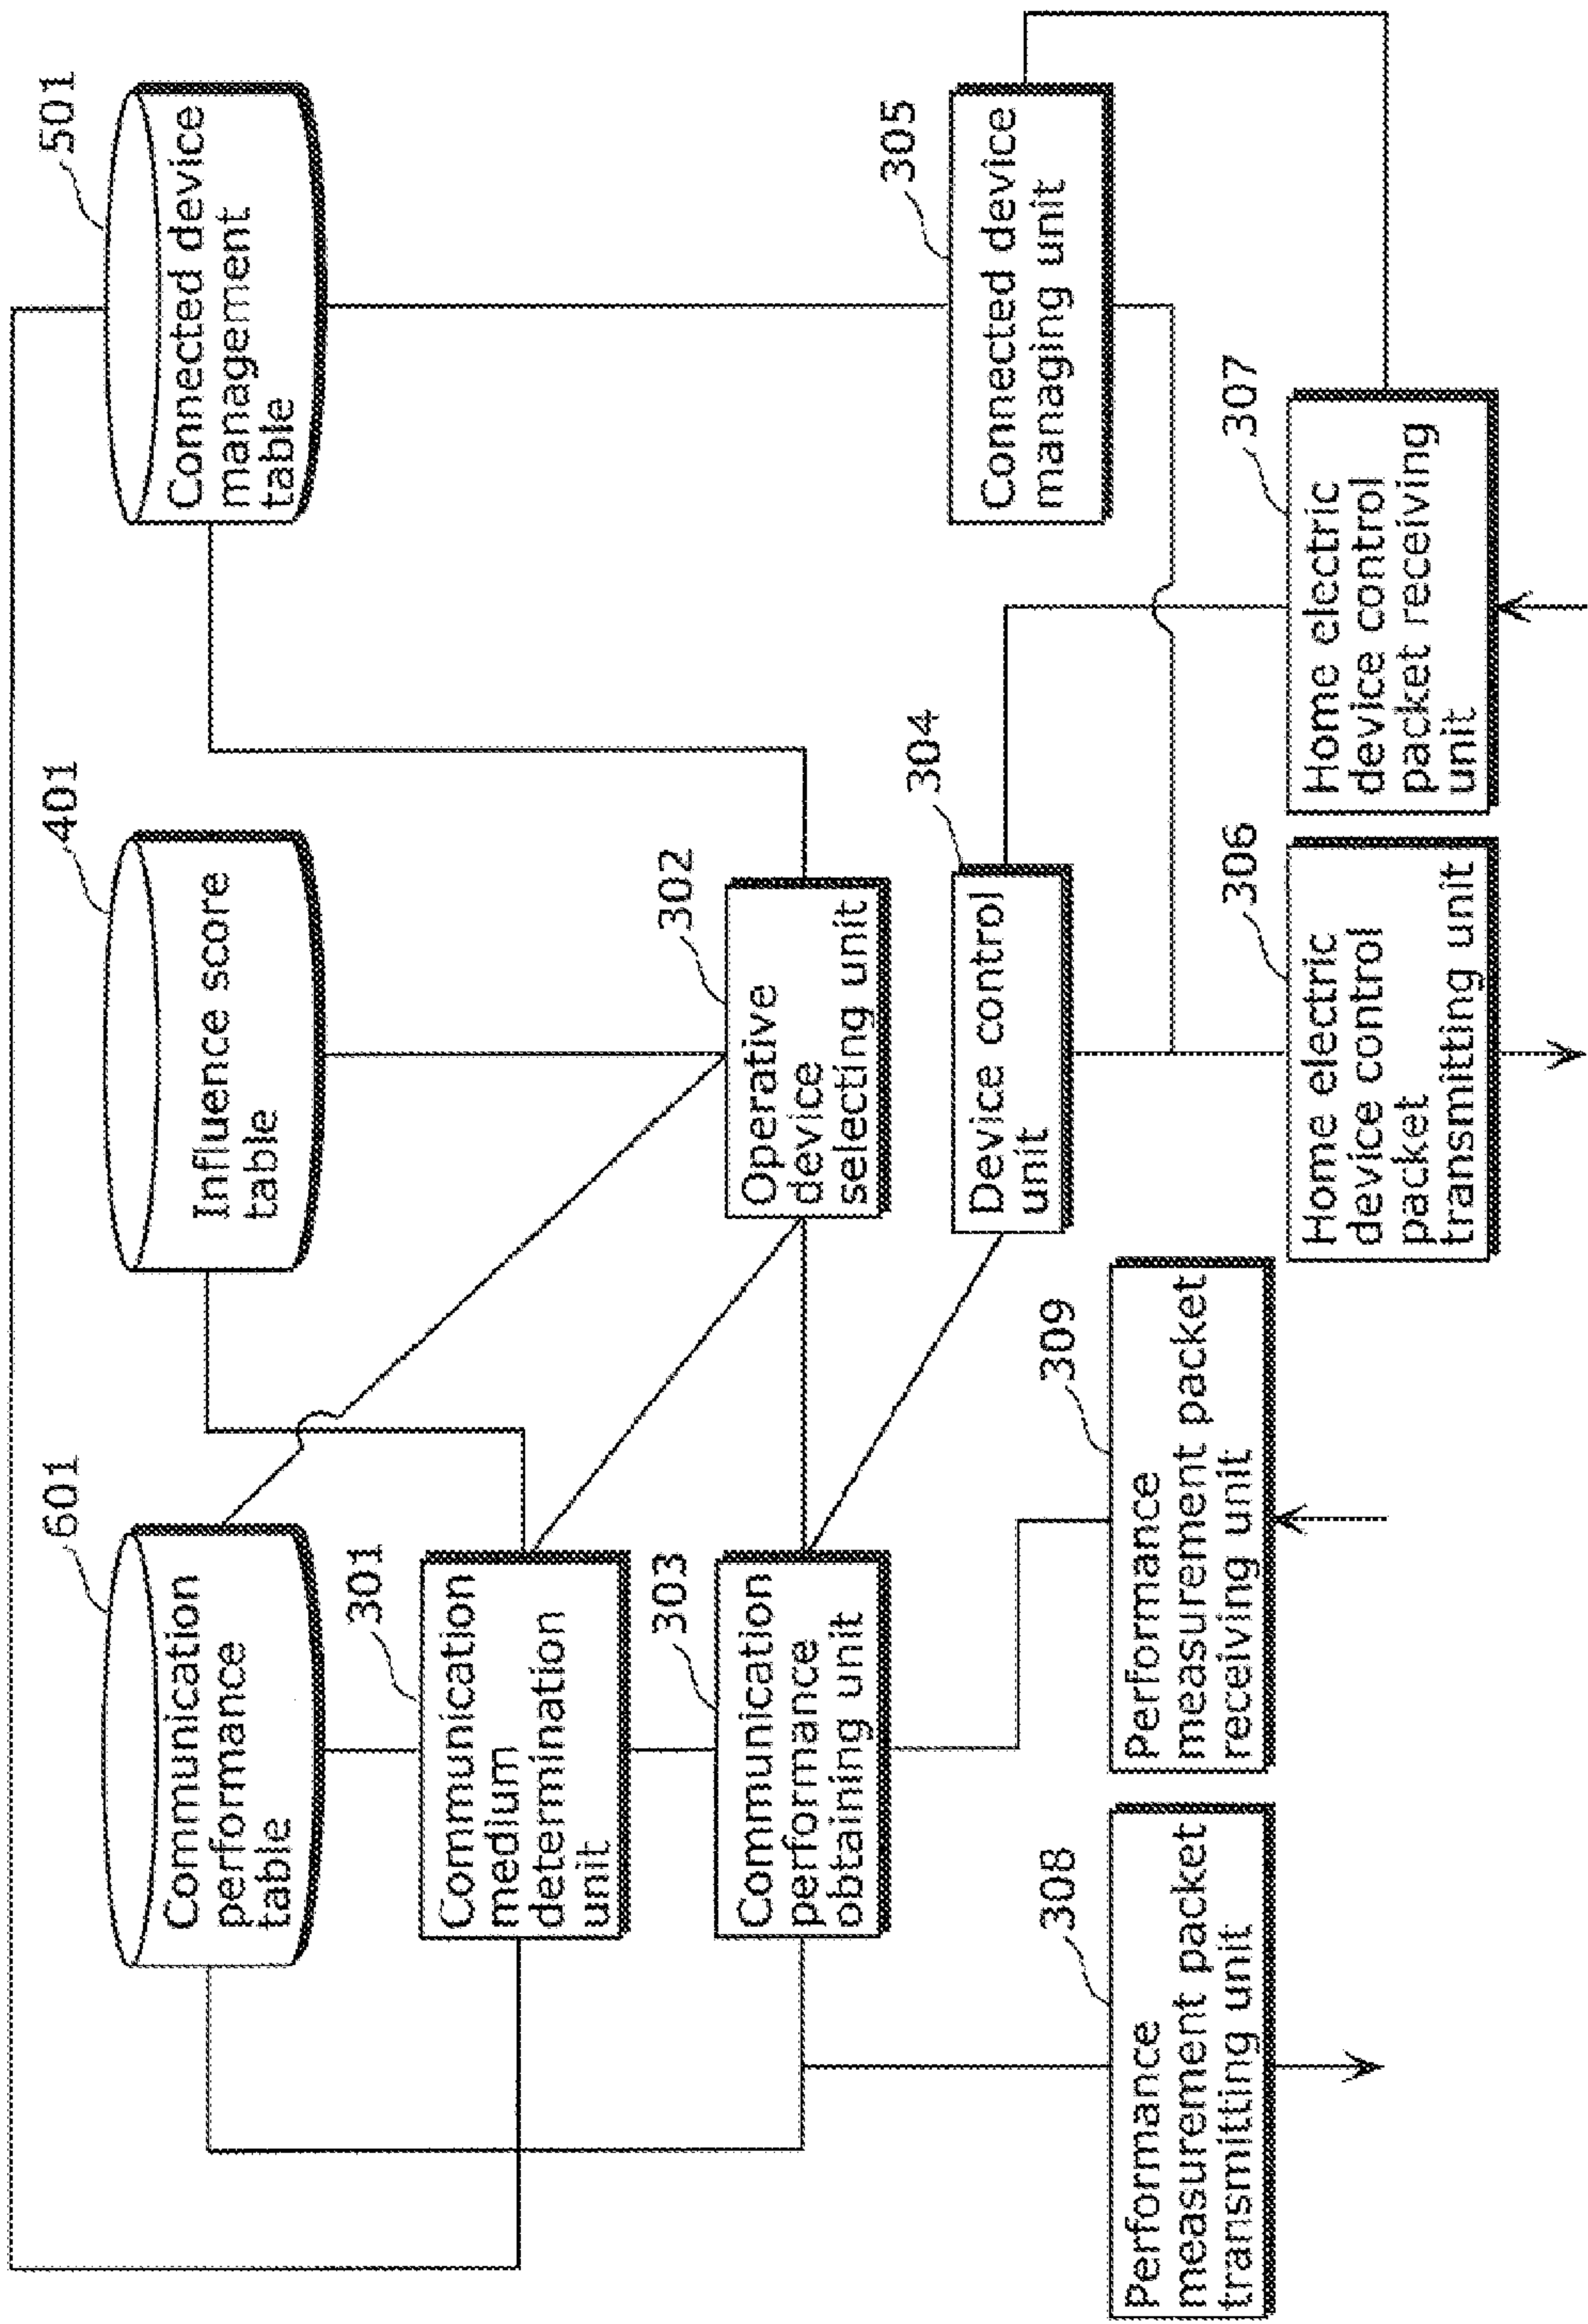 601
Communication
performance
table
401
Influence score
table
501
Connected device
management
table
301
Communication
medium
determination
unit
303
Communication
performance
obtaining unit
302
Operative
device
selecting unit
304
Device control
unit
305
Connected device
managing unit
308
Performance
measurement packet
transmitting unit
309
Performance
measurement packet
receiving unit
306
Home electric
device control
packet
transmitting unit
307
Home electric
device control
packet receiving
unit